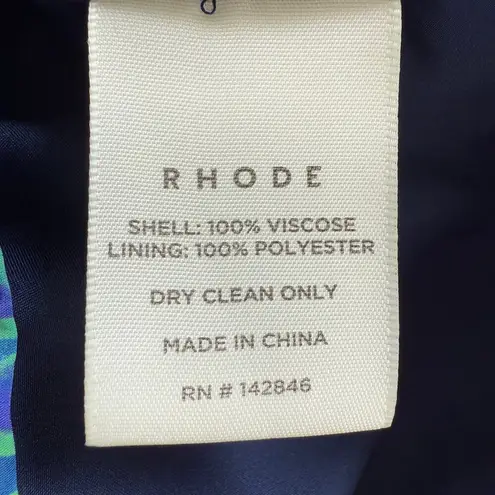 RHODE
SHELL: 100% VISCOSE
LINING: 100% POLYESTER
DRY CLEAN ONLY
MADE IN CHINA
RN # 142846